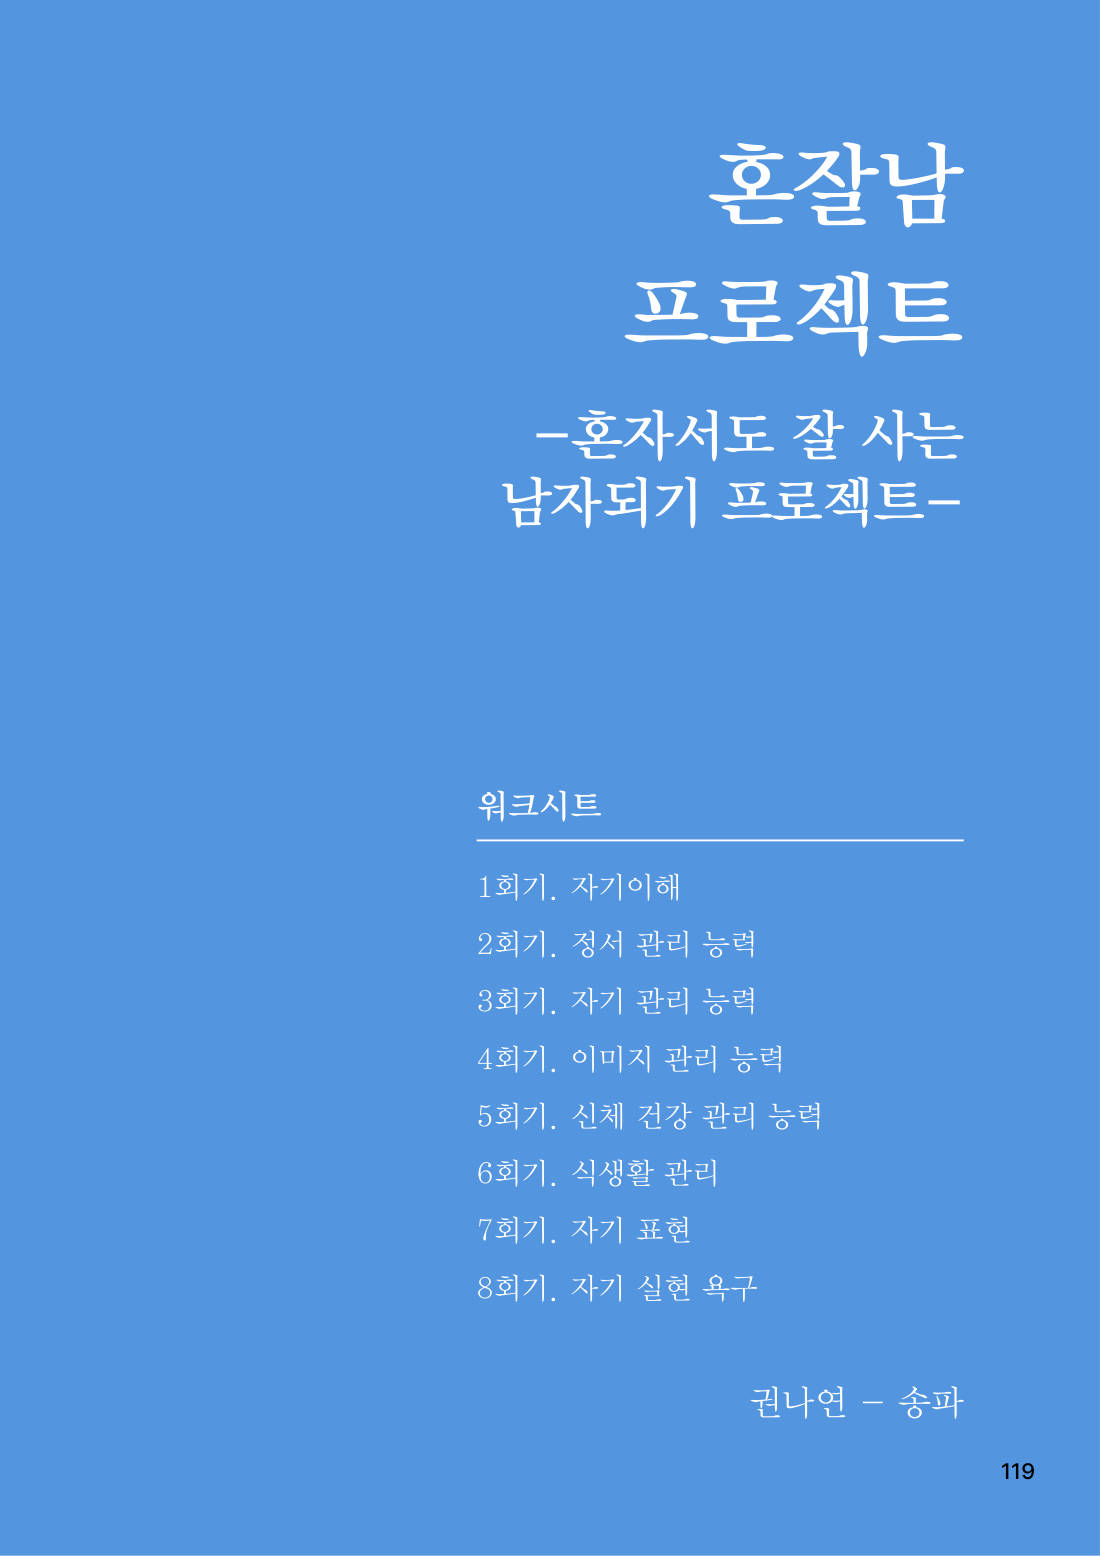 혼잘남
프로젝트
-혼자서도 잘 사는
남자되기 프로젝트-
워크시트
1회기. 자기이해
2회기. 정서 관리 능력
3회기. 자기 관리 능력
4회기. 이미지 관리 능력
5회기. 신체 건강 관리 능력
6회기. 식생활 관리
7회기. 자기 표현
8회기. 자기 실현 욕구
권나연 - 송파
119